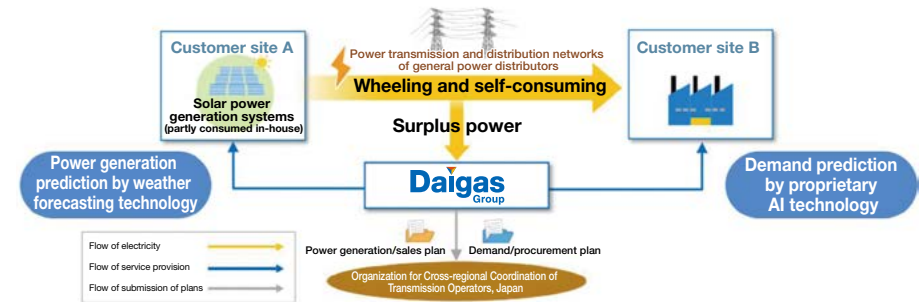 Customer site A
Solar power
generation systems
(partly consumed in-house)
Power transmission and distribution networks
of general power distributors
Wheeling and self-consuming
Surplus power
Customer site B
Power generation
prediction by weather
forecasting technology
Daigas
Group
Demand prediction
by proprietary
AI technology
Flow of electricity
Flow of service provision
Flow of submission of plans
Power generation/sales plan
Demand/procurement plan
Organization for Cross-regional Coordination of
Transmission Operators, Japan